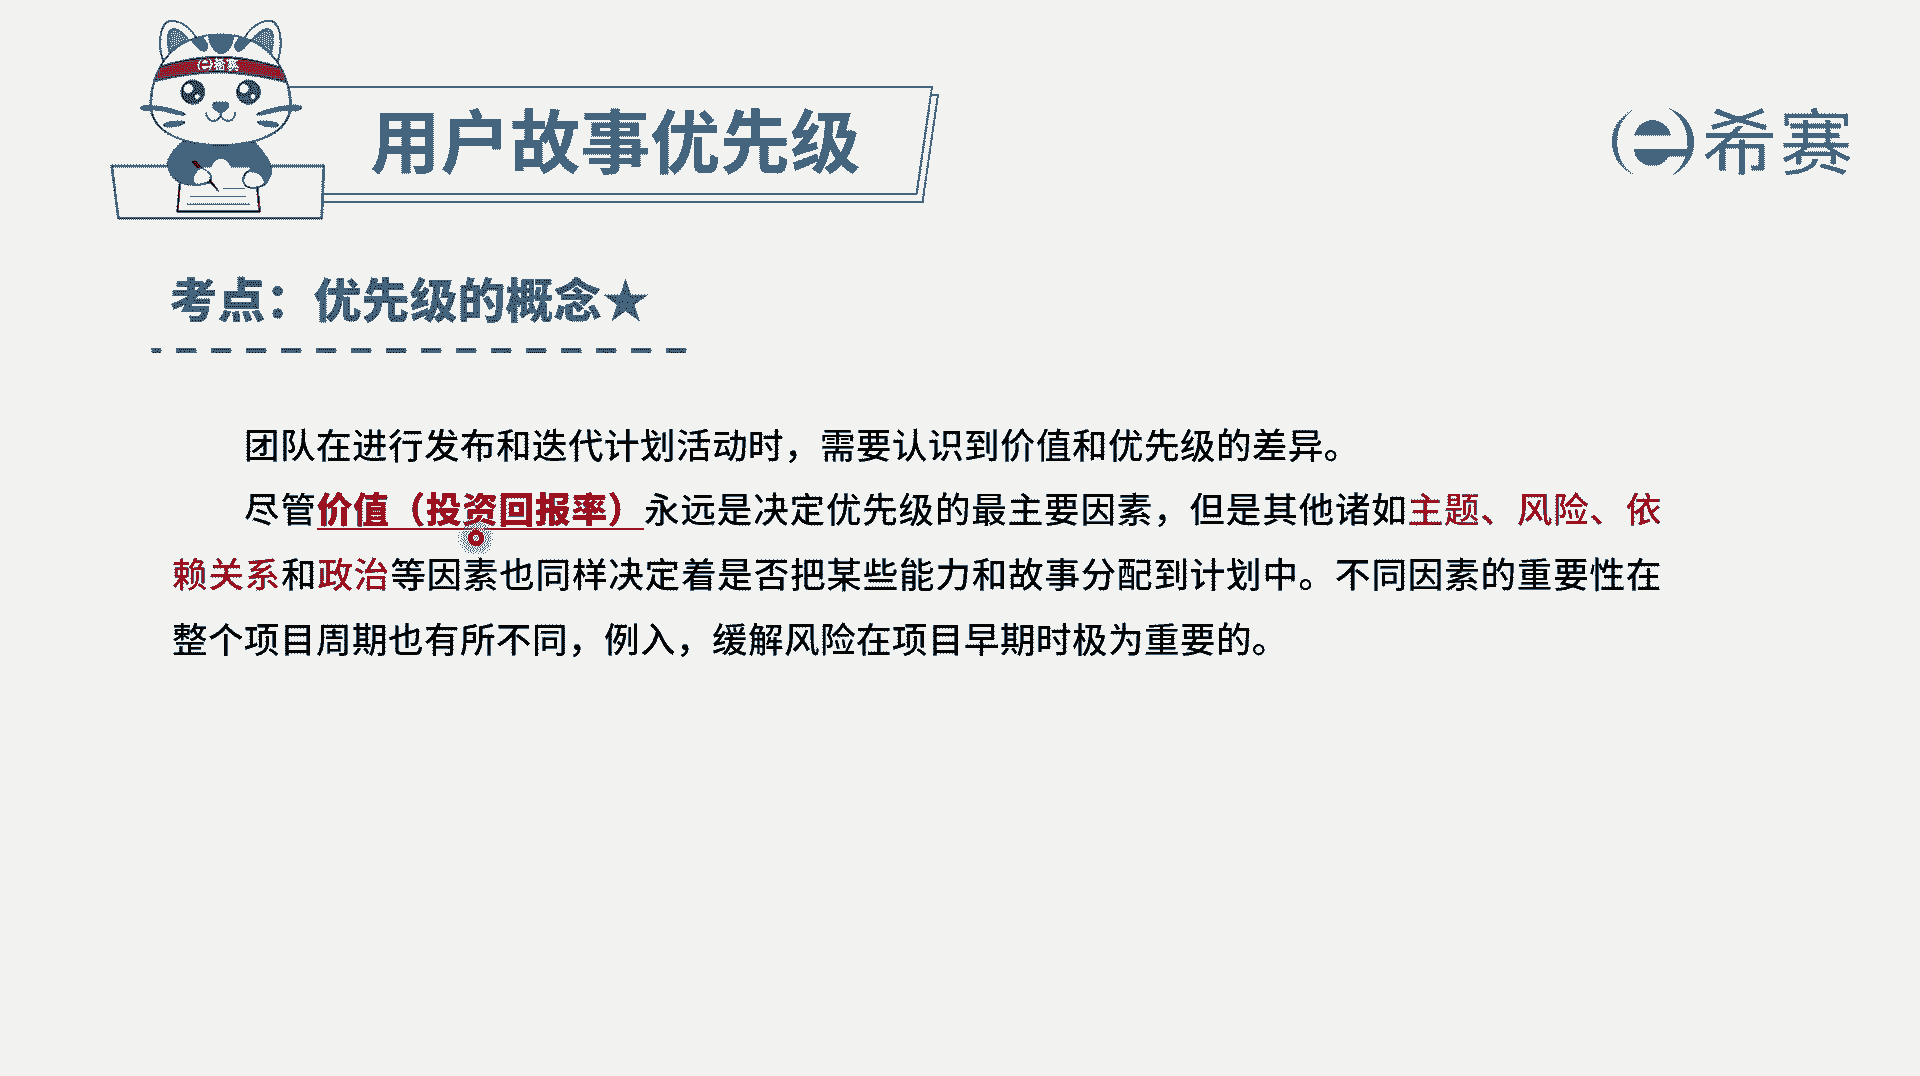 e希赛
用户故事优先级
e希赛
考点：优先级的概念★
团队在进行发布和迭代计划活动时，需要认识到价值和优先级的差异。
尽管价值（投资回报率）永远是决定优先级的最主要因素，但是其他诸如主题、风险、依
赖关系和政治等因素也同样决定着是否把某些能力和故事分配到计划中。不同因素的重要性在
整个项目周期也有所不同，例入，缓解风险在项目早期时极为重要的。